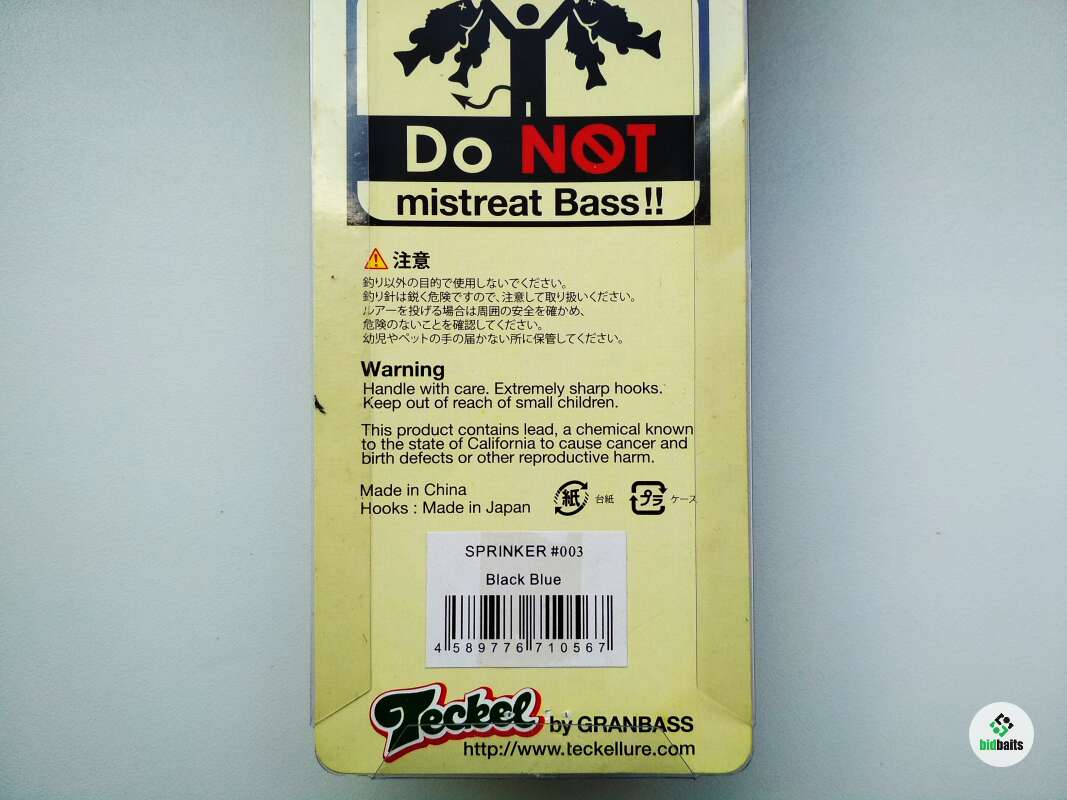 Do NOT
mistreat Bass!!
注意
釣り以外の目的で使用しないでください。
釣り針は鋭く危険ですので、注意して取り扱いください。
ルアーを投げる場合は周囲の安全を確かめ、
危険のないことを確認してください。
幼児やペットの手の届かない所に保管してください。
Warning
Handle with care. Extremely sharp hooks.
Keep out of reach of small children.
This product contains lead, a chemical known
to the state of California to cause cancer and
birth defects or other reproductive harm.
Made in China
Hooks : Made in Japan
紙 台紙 プラ ケース
SPRINKER #003
Black Blue
4 589776 710567
Teckel by GRANBASS
http://www.teckellure.com
bidbaits